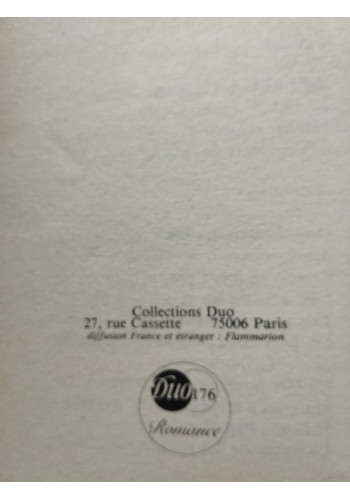 Collections Duo
27, rue Cassette 75006 Paris
diffusion France et étranger : Flammarion
Duo 176
Romance